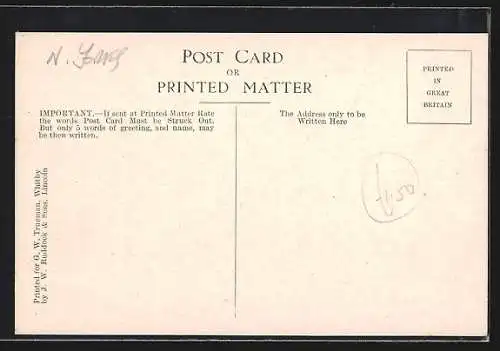 N. Yorks
POST CARD
OR
PRINTED MATTER
PRINTED
IN
GREAT
BRITAIN
IMPORTANT.—If sent at Printed Matter Rate
the words Post Card Must be Struck Out.
But only 5 words of greeting, and name, may
be then written.
The Address only to be
Written Here
1.50
Printed for G. W. Trueman, Whitby
by J. W. Ruddock & Sons, Lincoln